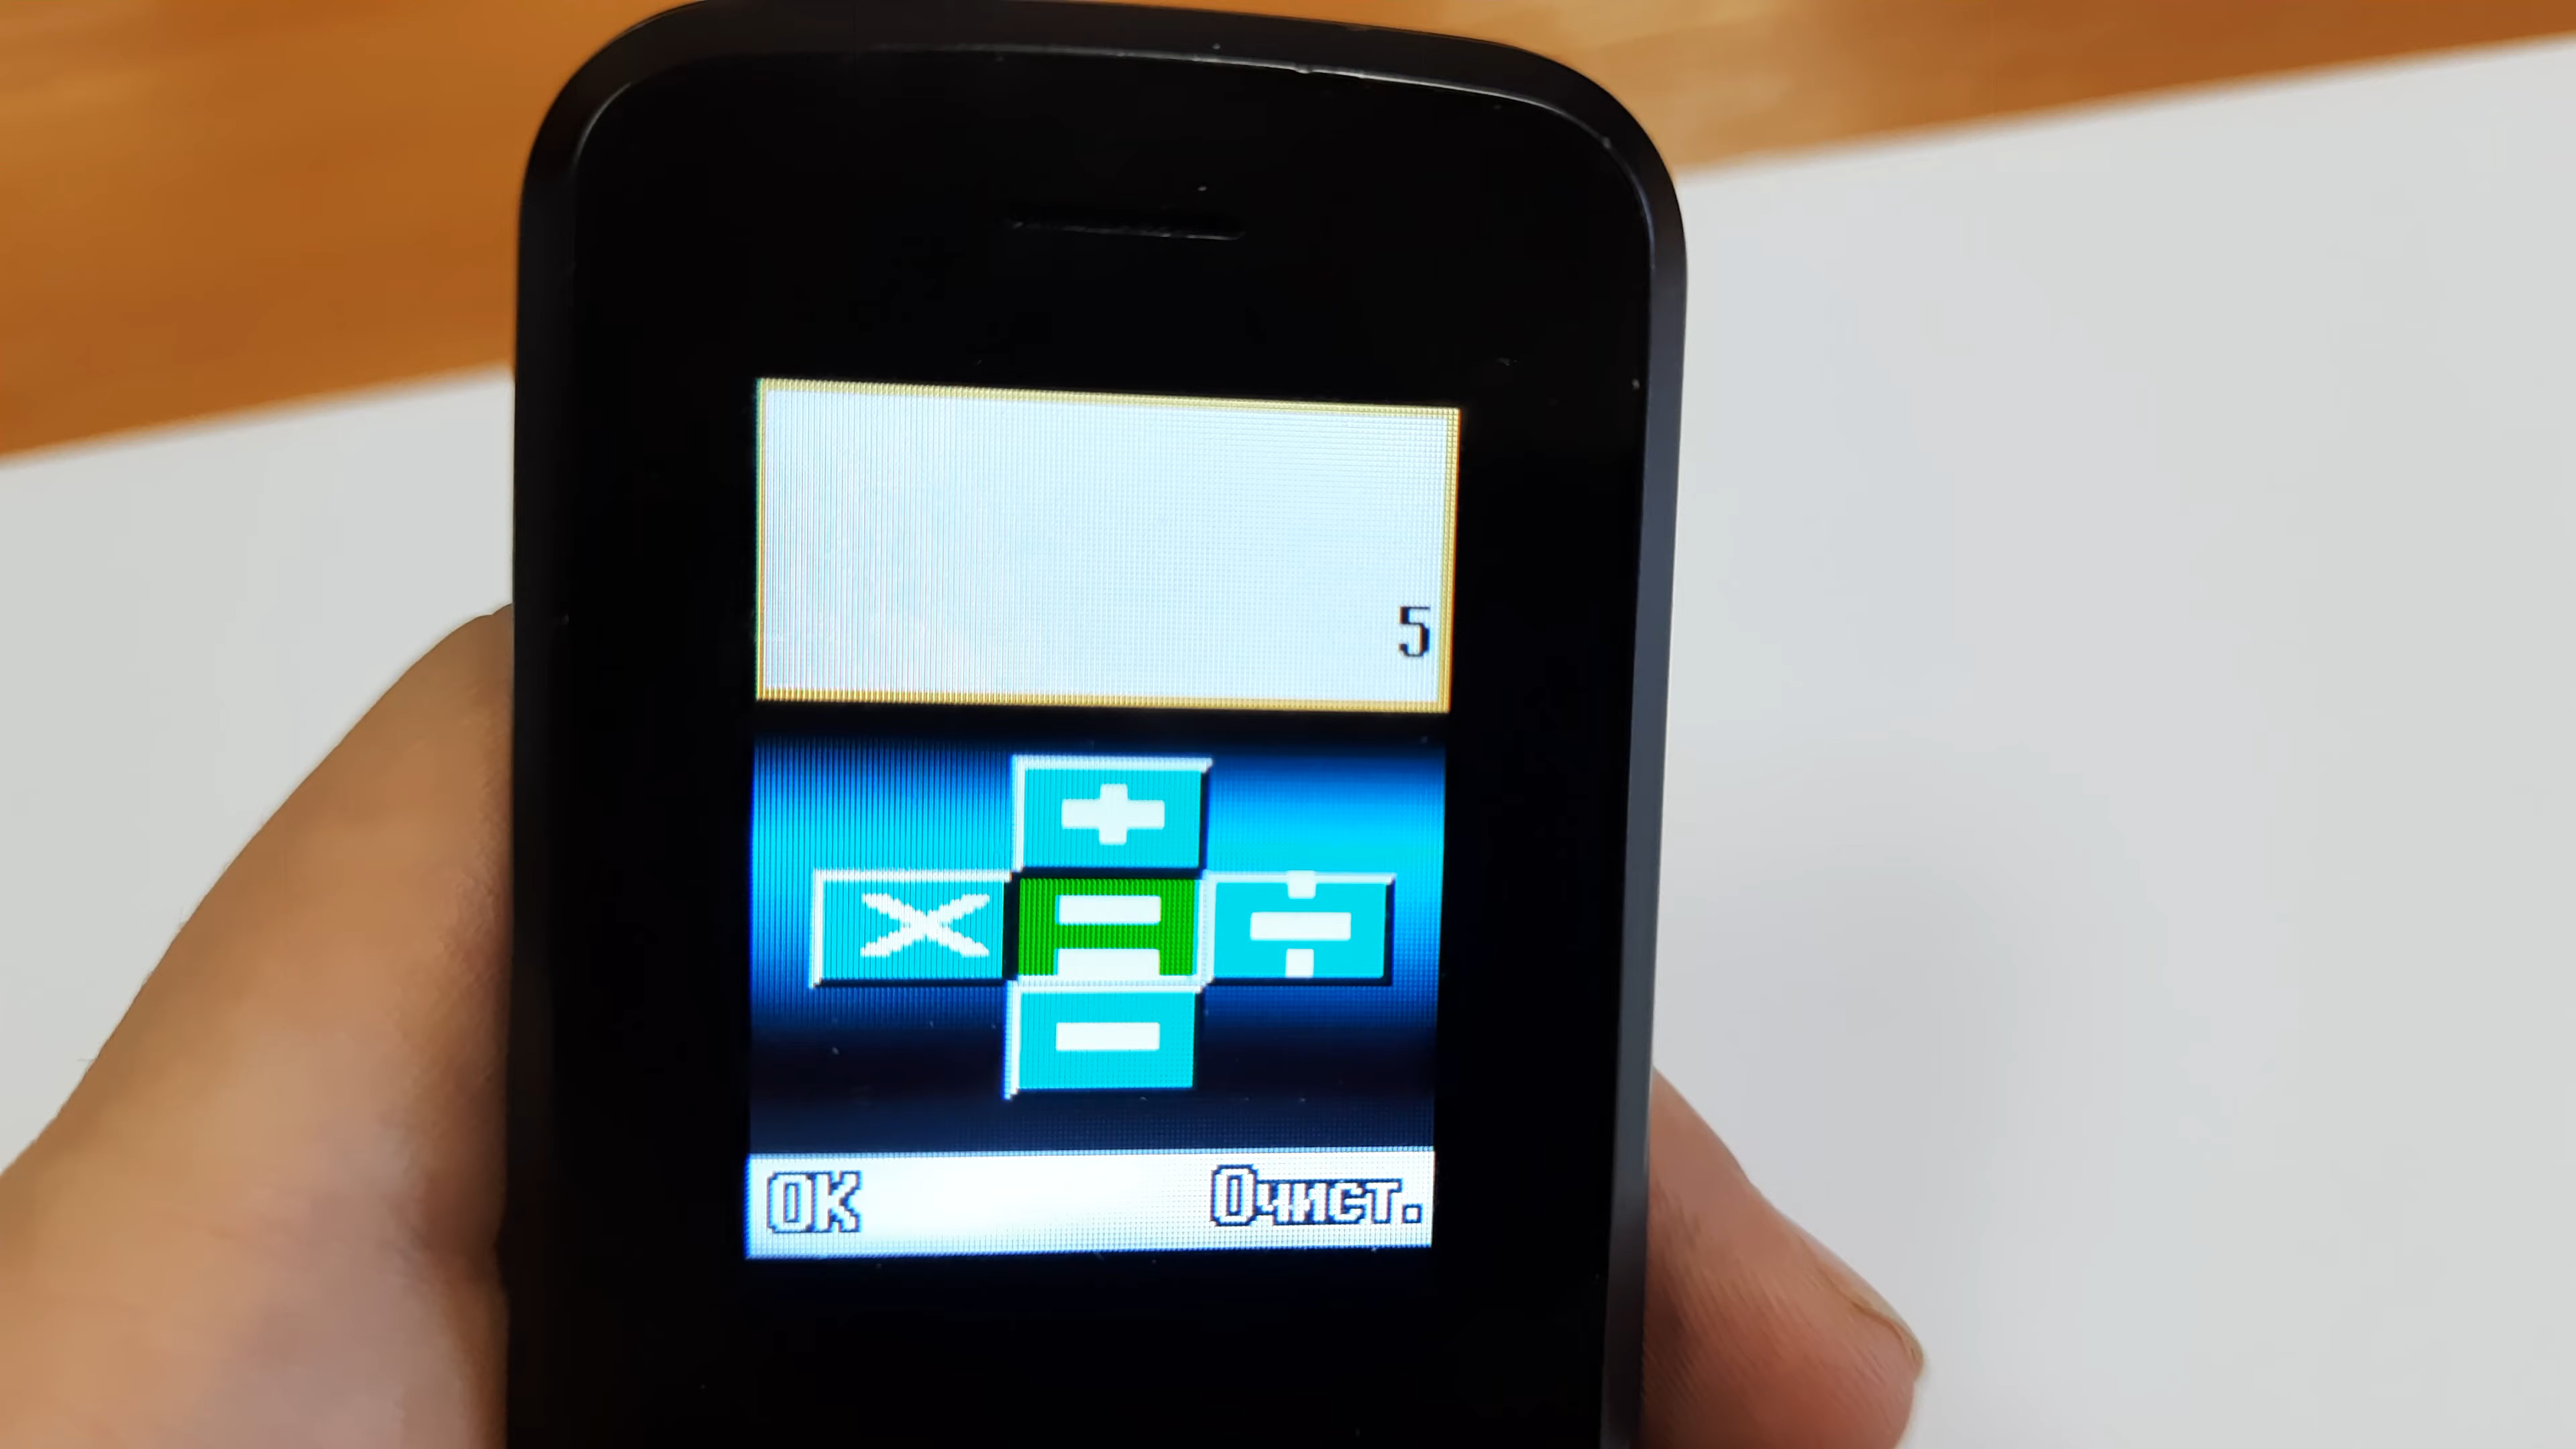 5
+
× = ÷
−
OK Очист.